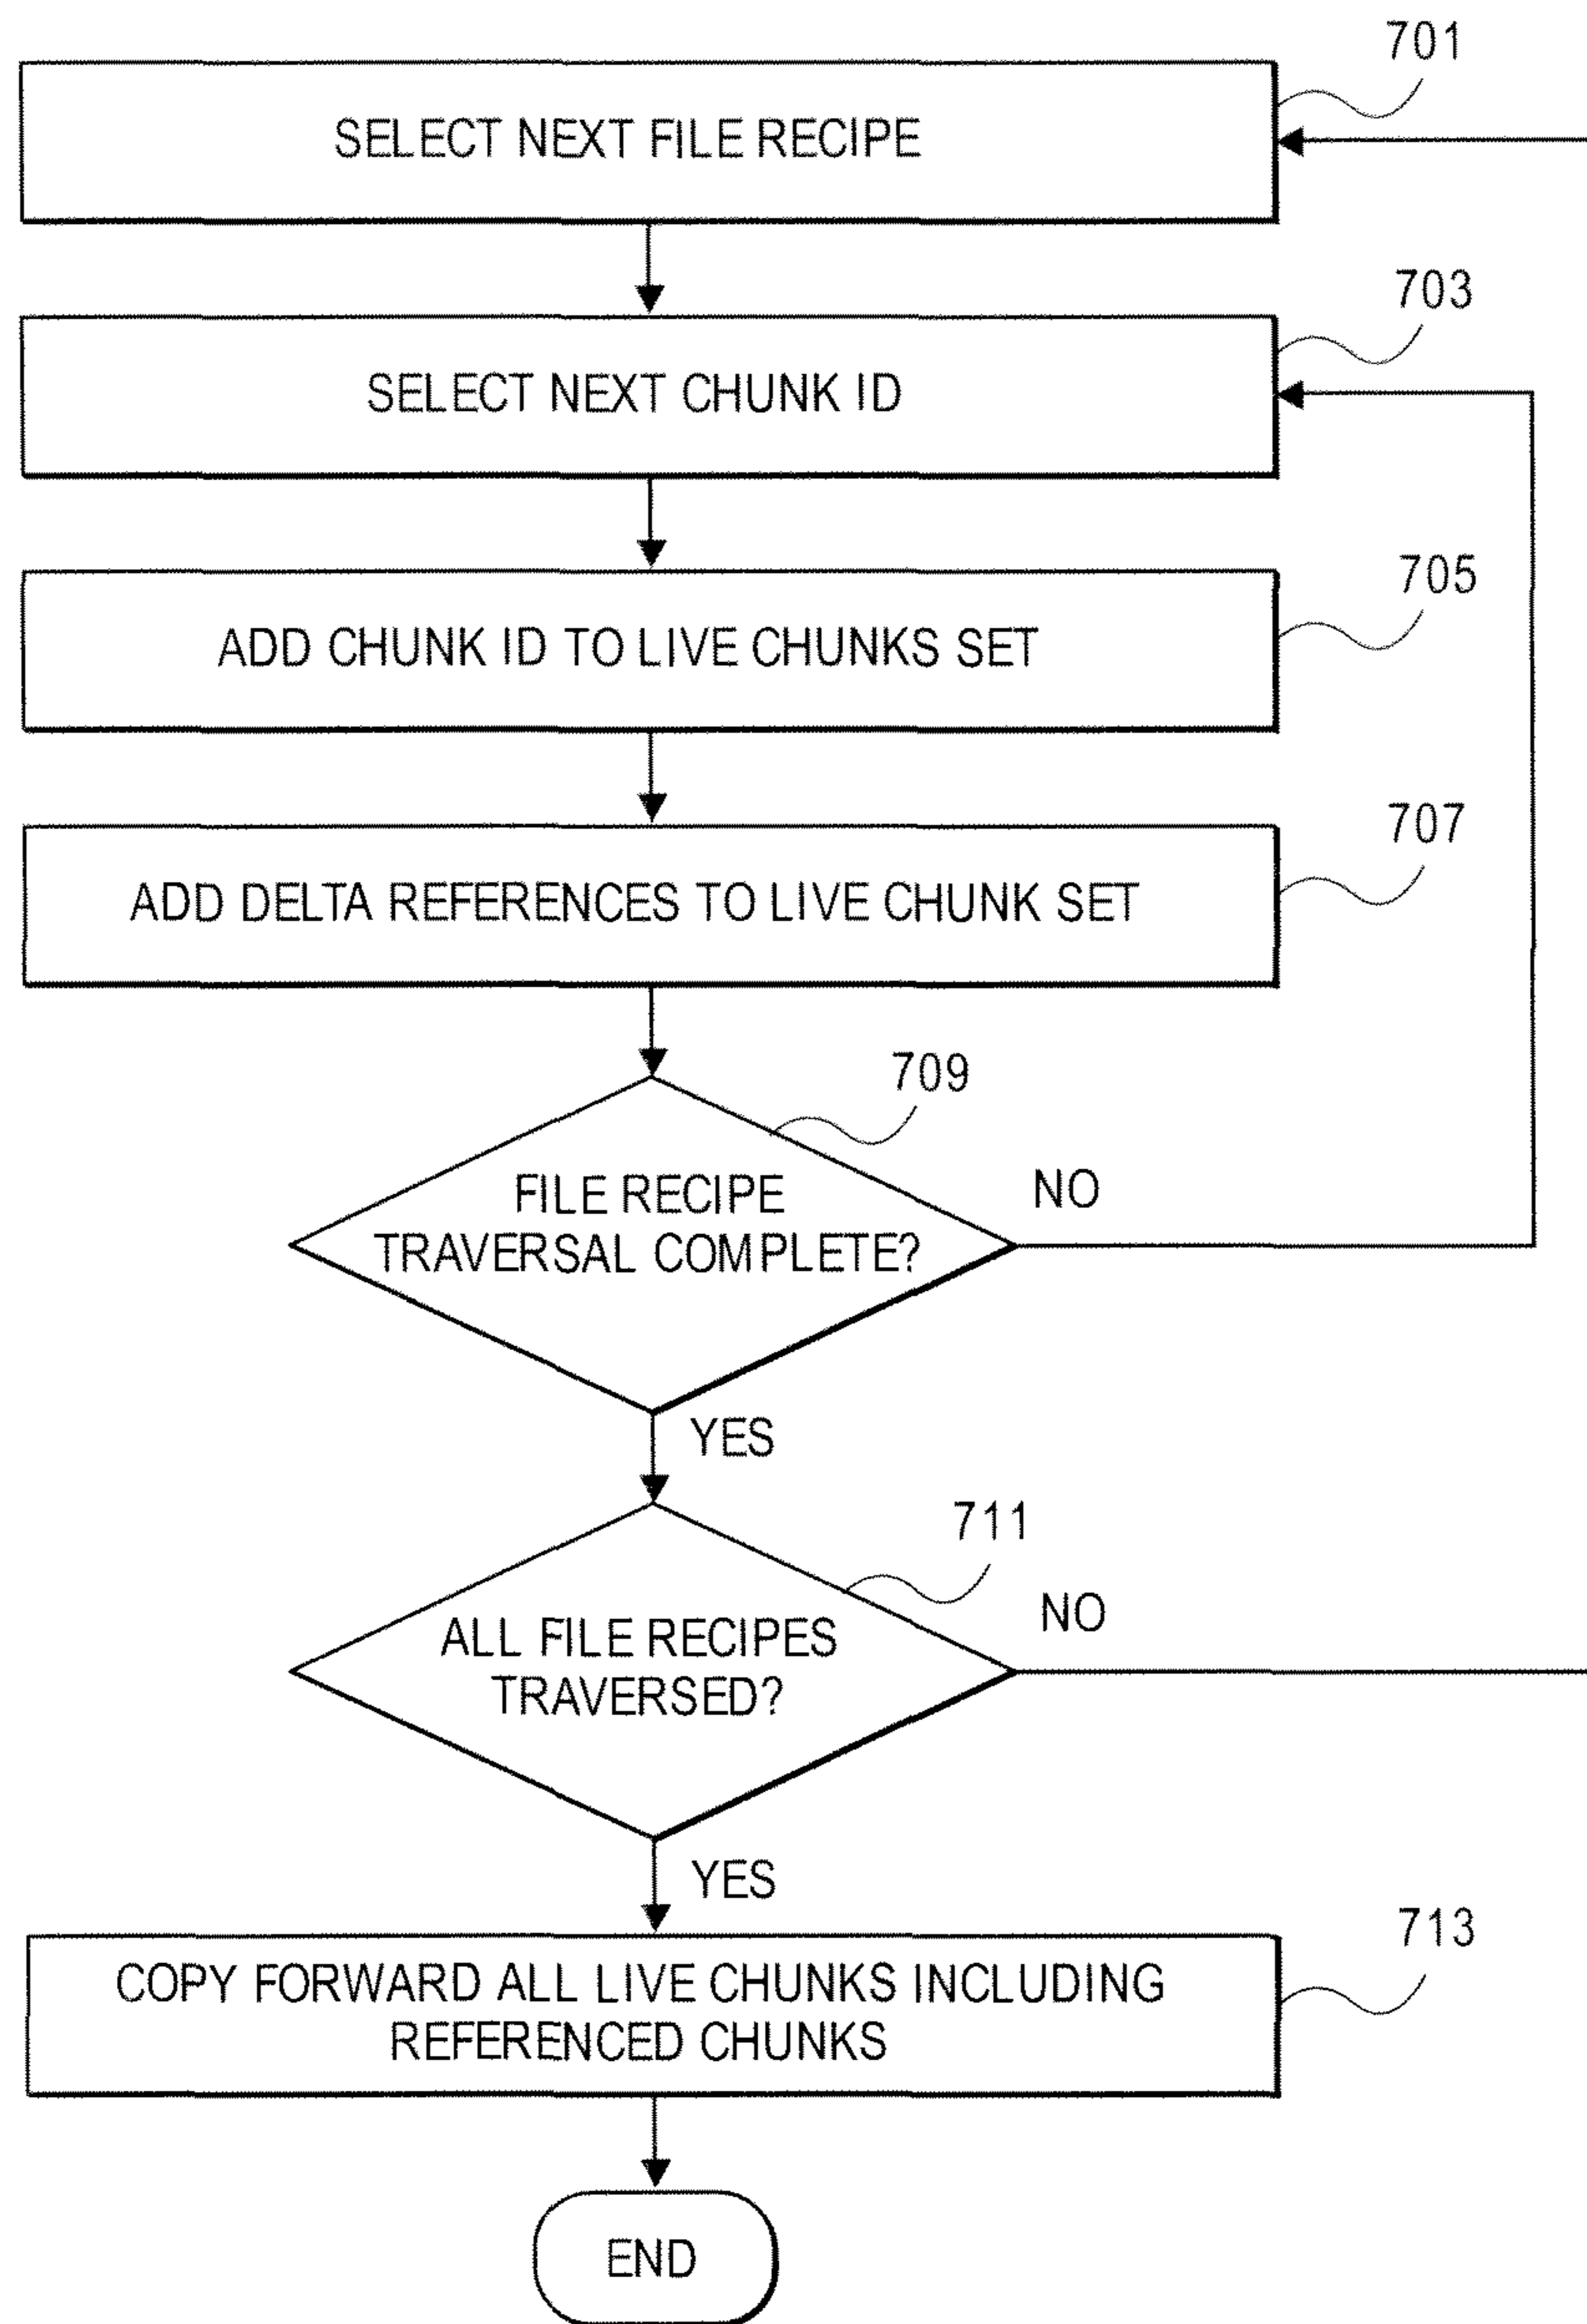 701
SELECT NEXT FILE RECIPE
703
SELECT NEXT CHUNK ID
705
ADD CHUNK ID TO LIVE CHUNKS SET
707
ADD DELTA REFERENCES TO LIVE CHUNK SET
709
FILE RECIPE
TRAVERSAL COMPLETE?
NO
YES
711
ALL FILE RECIPES
TRAVERSED?
NO
YES
713
COPY FORWARD ALL LIVE CHUNKS INCLUDING
REFERENCED CHUNKS
END